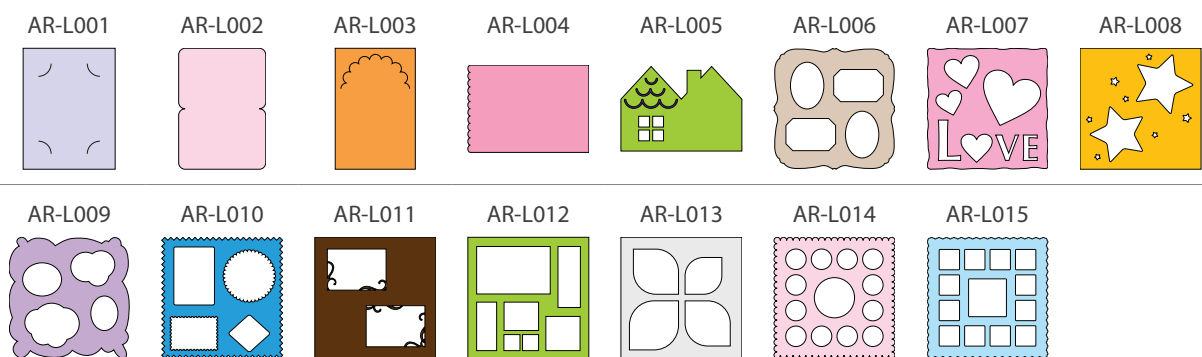 AR-L001 AR-L002 AR-L003 AR-L004 AR-L005 AR-L006 AR-L007 AR-L008
LOVE
AR-L009 AR-L010 AR-L011 AR-L012 AR-L013 AR-L014 AR-L015